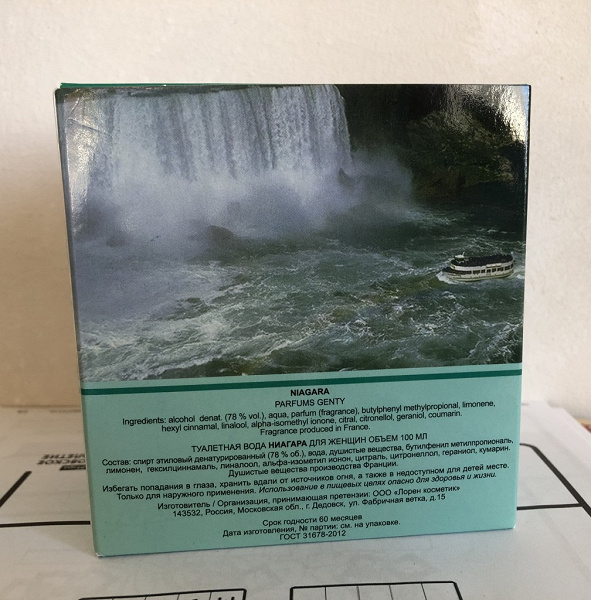 NIAGARA
PARFUMS GENTY
Ingredients: alcohol denat. (78 % vol.), aqua, parfum (fragrance), butylphenyl methylpropional, limonene,
hexyl cinnamal, linalool, alpha-isomethyl ionone, citral, citronellol, geraniol, coumarin.
Fragrance produced in France.
ТУАЛЕТНАЯ ВОДА НИАГАРА ДЛЯ ЖЕНЩИН ОБЪЕМ 100 МЛ
Состав: спирт этиловый денатурированный (78 % об.), вода, душистые вещества, бутилфенил метилпропиональ,
лимонен, гексилциннамаль, линалоол, альфа-изометил ионон, цитраль, цитронеллол, гераниол, кумарин.
Душистые вещества производства Франции.
Избегать попадания в глаза, хранить вдали от источников огня, а также в недоступном для детей месте.
Только для наружного применения. Использование в пищевых целях опасно для здоровья и жизни.
Изготовитель / Организация, принимающая претензии: ООО «Лорен косметик»
143532, Россия, Московская обл., г. Дедовск, ул. Фабричная ветка, д.15
Срок годности 60 месяцев
Дата изготовления, № партии: см. на упаковке.
ГОСТ 31678-2012